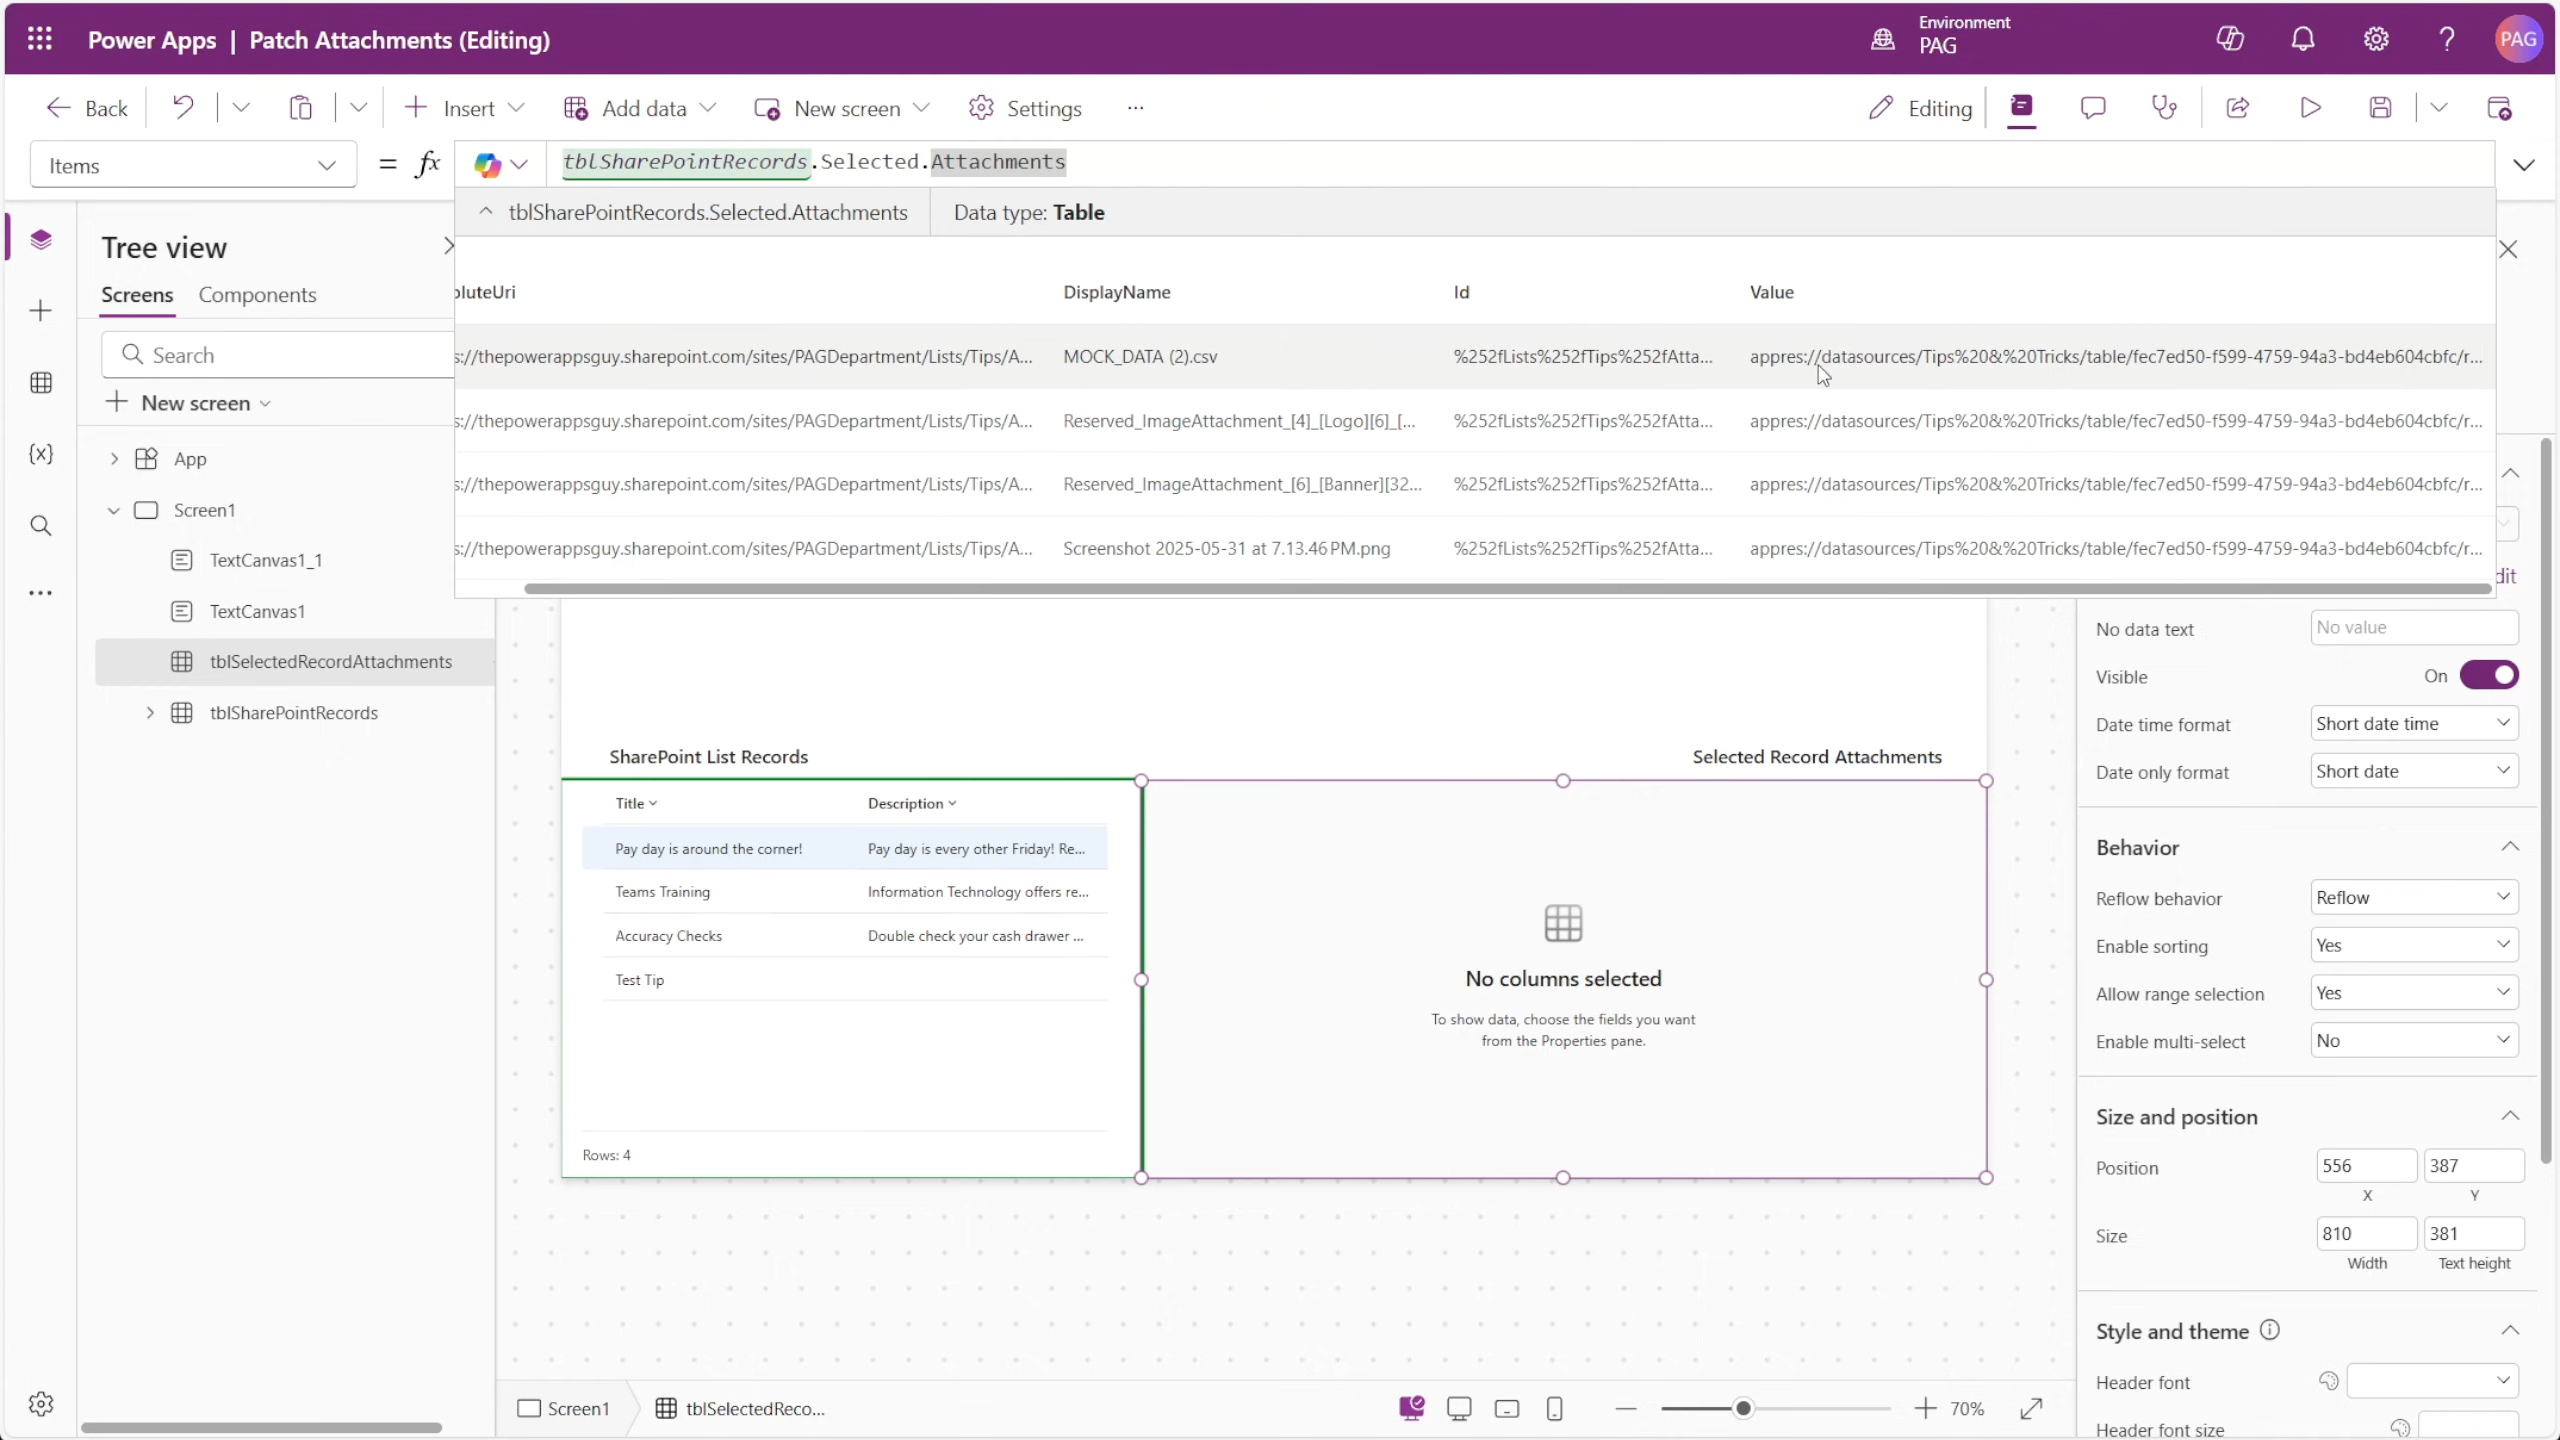 Power Apps | Patch Attachments (Editing)
Environment
PAG
PAG
Back
Insert
Add data
New screen
Settings
Editing
Items
= fx
tblSharePointRecords.Selected.Attachments
tblSharePointRecords.Selected.Attachments
Data type: Table
Tree view
Screens
Components
Search
New screen
App
Screen1
TextCanvas1_1
TextCanvas1
tblSelectedRecordAttachments
tblSharePointRecords
oluteUri
DisplayName
Id
Value
s://thepowerappsguy.sharepoint.com/sites/PAGDepartment/Lists/Tips/A...
MOCK_DATA (2).csv
%252fLists%252fTips%252fAtta...
appres://datasources/Tips%20&%20Tricks/table/fec7ed50-f599-4759-94a3-bd4eb604cbfc/r...
s://thepowerappsguy.sharepoint.com/sites/PAGDepartment/Lists/Tips/A...
Reserved_ImageAttachment_[4]_[Logo][6]_[...
%252fLists%252fTips%252fAtta...
appres://datasources/Tips%20&%20Tricks/table/fec7ed50-f599-4759-94a3-bd4eb604cbfc/r...
s://thepowerappsguy.sharepoint.com/sites/PAGDepartment/Lists/Tips/A...
Reserved_ImageAttachment_[6]_[Banner][32...
%252fLists%252fTips%252fAtta...
appres://datasources/Tips%20&%20Tricks/table/fec7ed50-f599-4759-94a3-bd4eb604cbfc/r...
s://thepowerappsguy.sharepoint.com/sites/PAGDepartment/Lists/Tips/A...
Screenshot 2025-05-31 at 7.13.46 PM.png
%252fLists%252fTips%252fAtta...
appres://datasources/Tips%20&%20Tricks/table/fec7ed50-f599-4759-94a3-bd4eb604cbfc/r...
SharePoint List Records
Selected Record Attachments
Title
Description
Pay day is around the corner!
Pay day is every other Friday! Re...
Teams Training
Information Technology offers re...
Accuracy Checks
Double check your cash drawer ...
Test Tip
Rows: 4
No columns selected
To show data, choose the fields you want
from the Properties pane.
dit
No data text
No value
Visible
On
Date time format
Short date time
Date only format
Short date
Behavior
Reflow behavior
Reflow
Enable sorting
Yes
Allow range selection
Yes
Enable multi-select
No
Size and position
Position
556
387
X
Y
Size
810
381
Width
Text height
Style and theme
Header font
Header font size
Screen1
tblSelectedReco...
70%